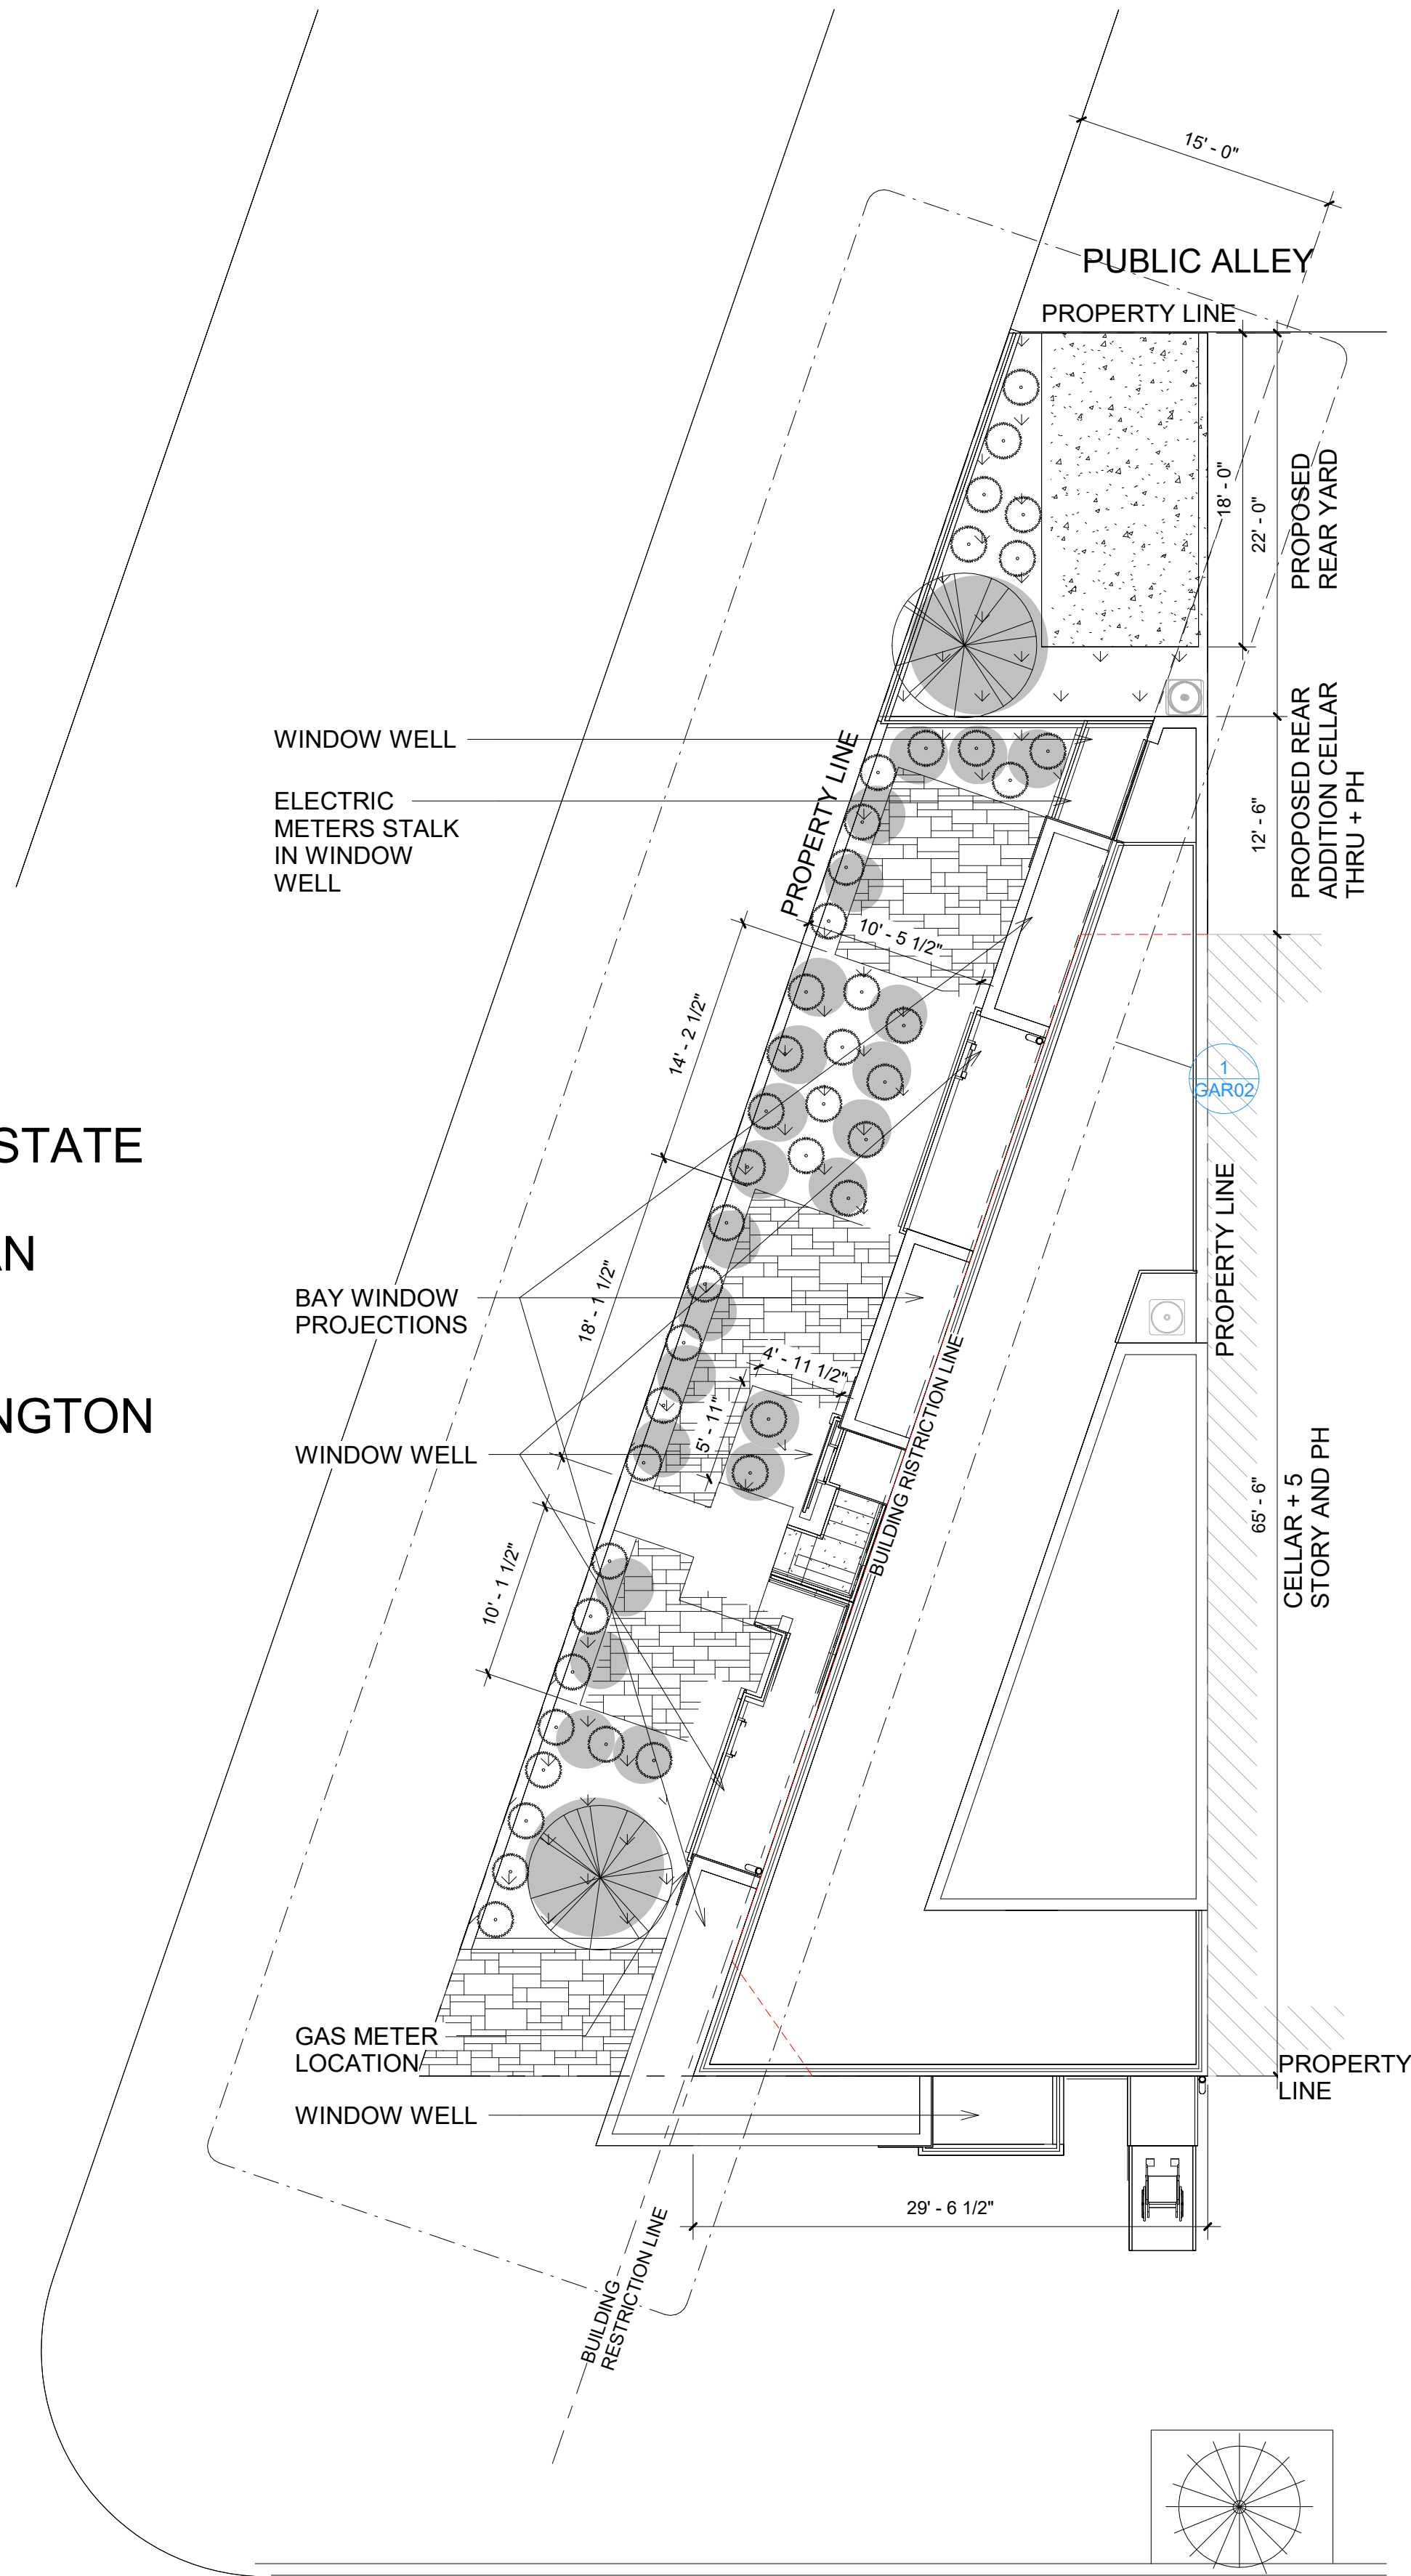 15' - 0"
PUBLIC ALLEY
PROPERTY LINE
18' - 0"
22' - 0"
PROPOSED
REAR YARD
WINDOW WELL
ELECTRIC
METERS STALK
IN WINDOW
WELL
PROPERTY LINE
12' - 6"
PROPOSED REAR
ADDITION CELLAR
THRU + PH
10' - 5 1/2"
14' - 2 1/2"
1
GAR02
STATE
AN
NGTON
PROPERTY LINE
BAY WINDOW
PROJECTIONS
18' - 1 1/2"
4' - 11 1/2"
5' - 11"
BUILDING RISTRICTION LINE
WINDOW WELL
65' - 6"
CELLAR + 5
STORY AND PH
10' - 1 1/2"
GAS METER
LOCATION
PROPERTY
LINE
WINDOW WELL
29' - 6 1/2"
BUILDING
RESTRICTION LINE